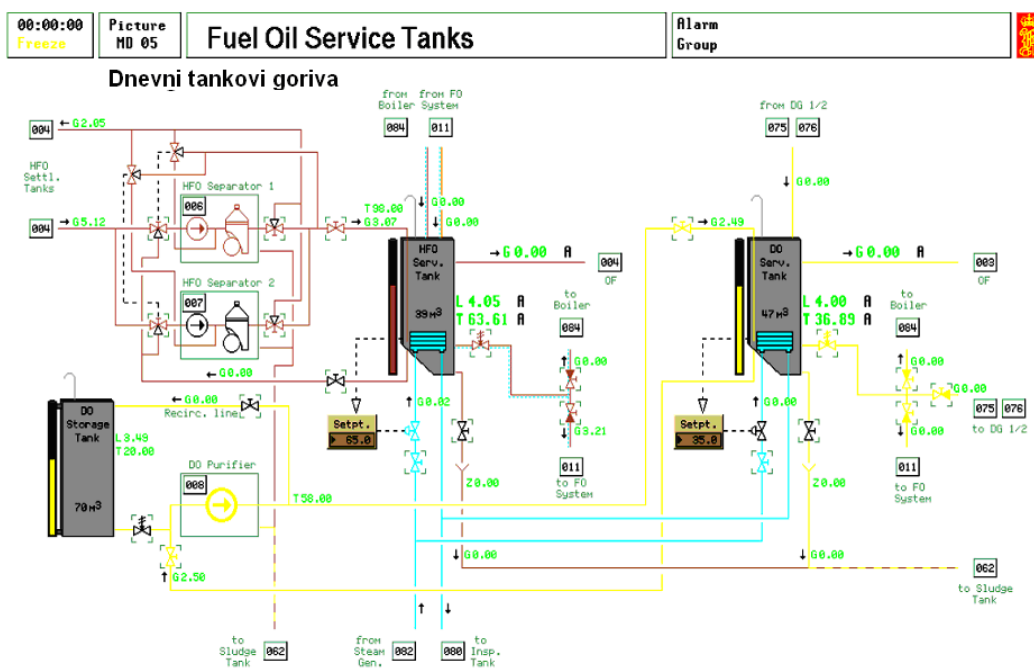 00:00:00
Freeze
Picture
MD 05
Fuel Oil Service Tanks
Alarm
Group
Dnevni tankovi goriva
from
Boiler
from FO
System
084
011
from DG 1/2
075
076
004
← G2.05
HFO
Settl.
Tanks
HFO Separator 1
006
004
→ G5.12
T98.00
→ G3.07
↓ G0.00
↓ G0.00
↓ G0.00
→ G2.49
HFO
Serv.
Tank
39 M3
→ G 0.00 A
004
OF
L 4.05 A
T 63.61 A
DO
Serv.
Tank
47 M3
→ G 0.00 A
003
OF
L 4.00 A
T 36.89 A
HFO Separator 2
007
to
Boiler
084
↑ G0.00
↓ G3.21
011
to FO
System
to
Boiler
084
↑ G0.00
G0.00
↓ G0.00
075
076
to DG 1/2
011
to FO
System
← G0.00
← G0.00
Recirc. line
↑ G0.02
↑ G0.00
Setpt.
65.0
Setpt.
35.0
DO
Storage
Tank
70 M3
L3.49
T20.00
DO Purifier
008
T58.00
Z0.00
Z0.00
↓ G0.00
↓ G0.00
↑ G2.50
062
to Sludge
Tank
↑
↓
to
Sludge
Tank
062
from
Steam
Gen.
082
080
to
Insp.
Tank